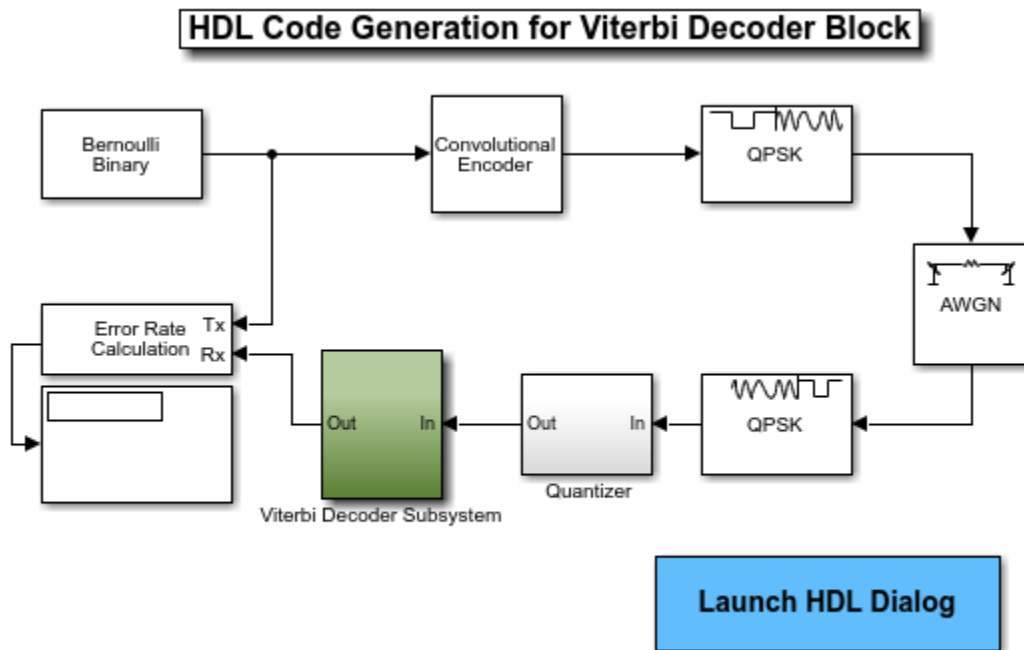 HDL Code Generation for Viterbi Decoder Block
Bernoulli
Binary
Convolutional
Encoder
QPSK
AWGN
Error Rate
Calculation
Tx
Rx
Out
In
Out
In
QPSK
Quantizer
Viterbi Decoder Subsystem
Launch HDL Dialog